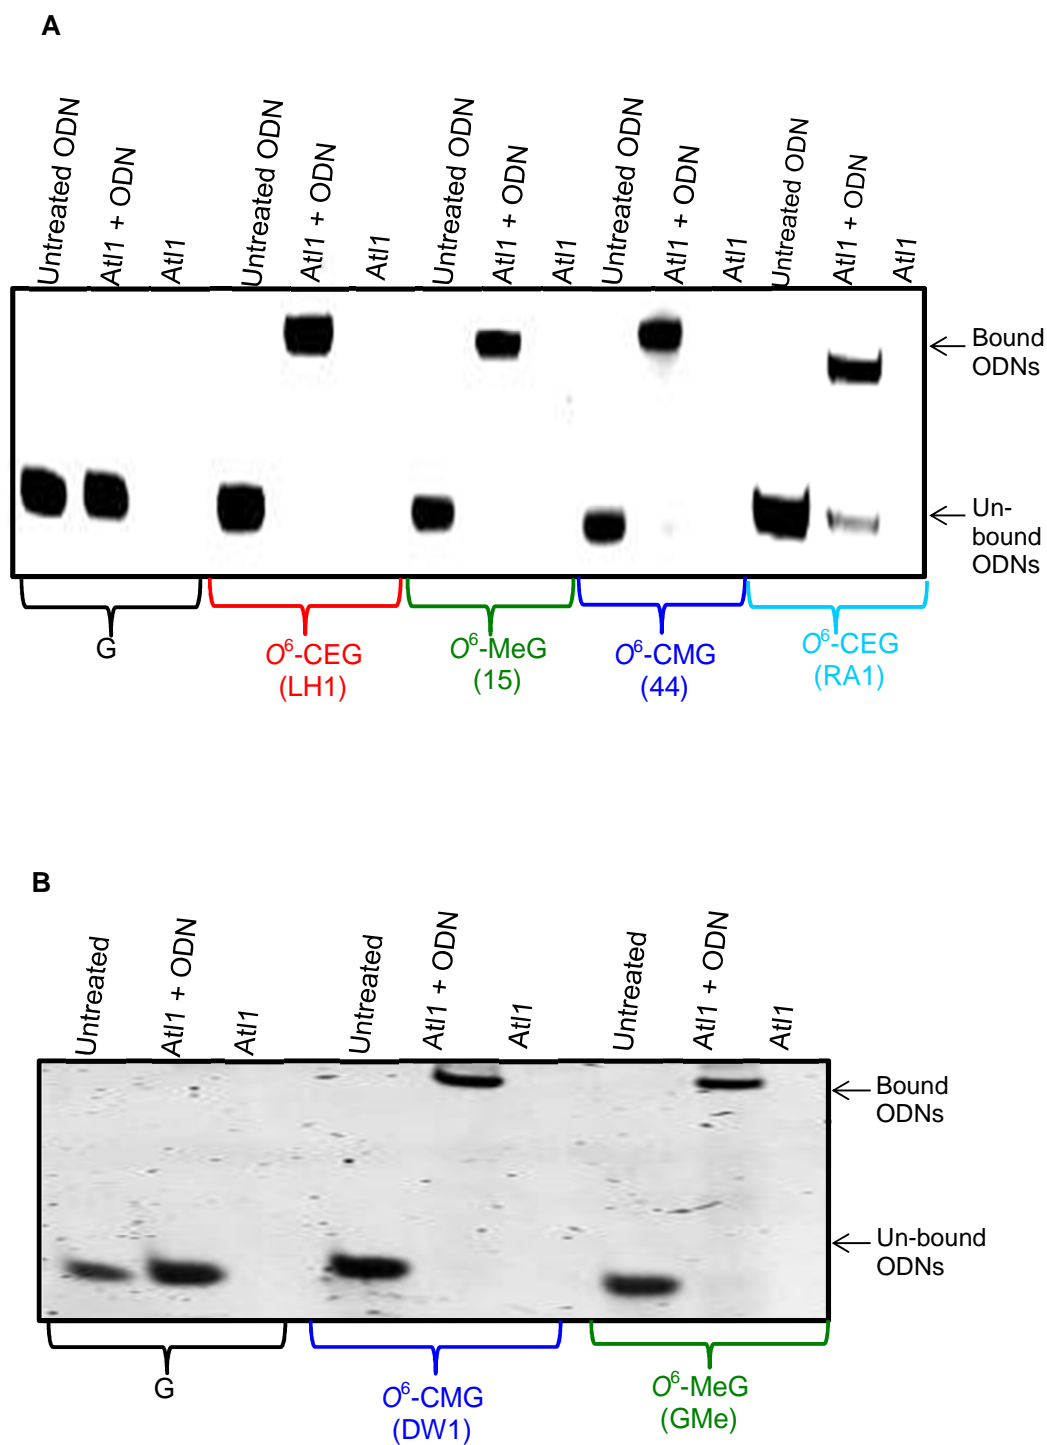 A
Untreated ODN
Atl1 + ODN
Atl1
Untreated ODN
Atl1 + ODN
Atl1
Untreated ODN
Atl1 + ODN
Atl1
Untreated ODN
Atl1 + ODN
Atl1
Untreated ODN
Atl1 + ODN
Atl1
Bound
ODNs
Un-
bound
ODNs
G
O⁶-CEG
(LH1)
O⁶-MeG
(15)
O⁶-CMG
(44)
O⁶-CEG
(RA1)
B
Untreated
Atl1 + ODN
Atl1
Untreated
Atl1 + ODN
Atl1
Untreated
Atl1 + ODN
Atl1
Bound
ODNs
Un-bound
ODNs
G
O⁶-CMG
(DW1)
O⁶-MeG
(GMe)